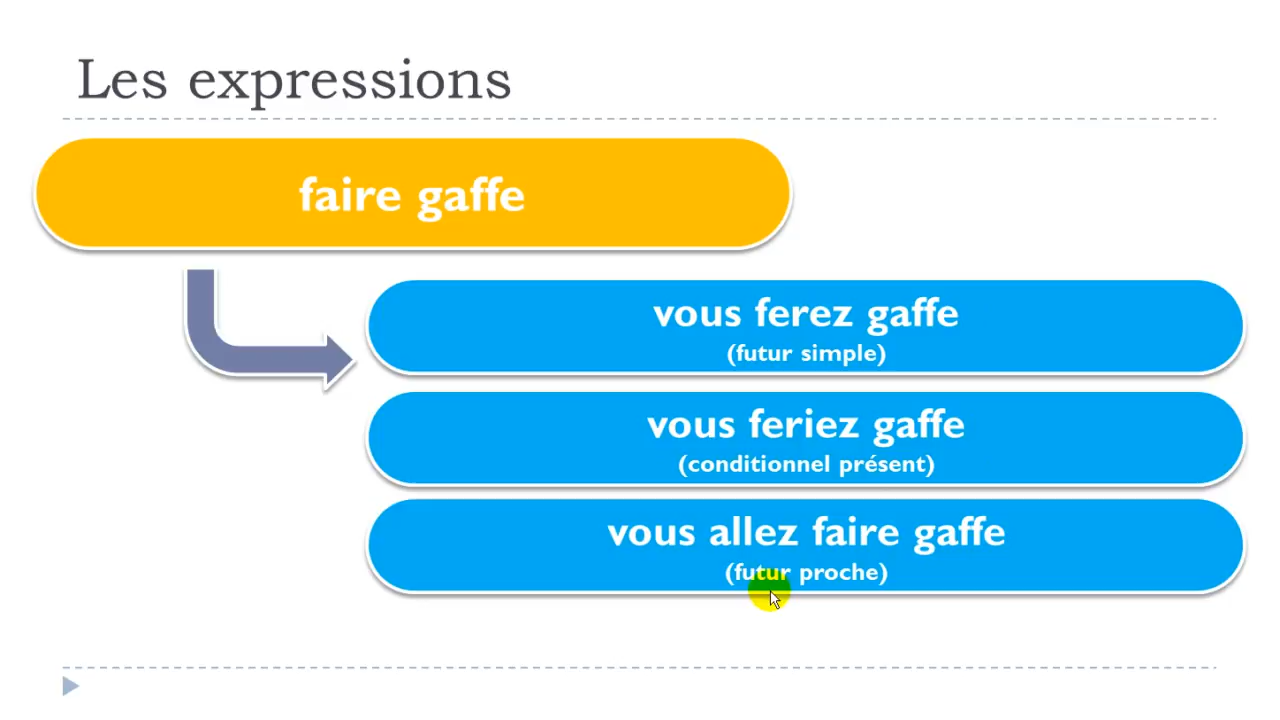 Les expressions
faire gaffe
vous ferez gaffe
(futur simple)
vous feriez gaffe
(conditionnel présent)
vous allez faire gaffe
(futur proche)